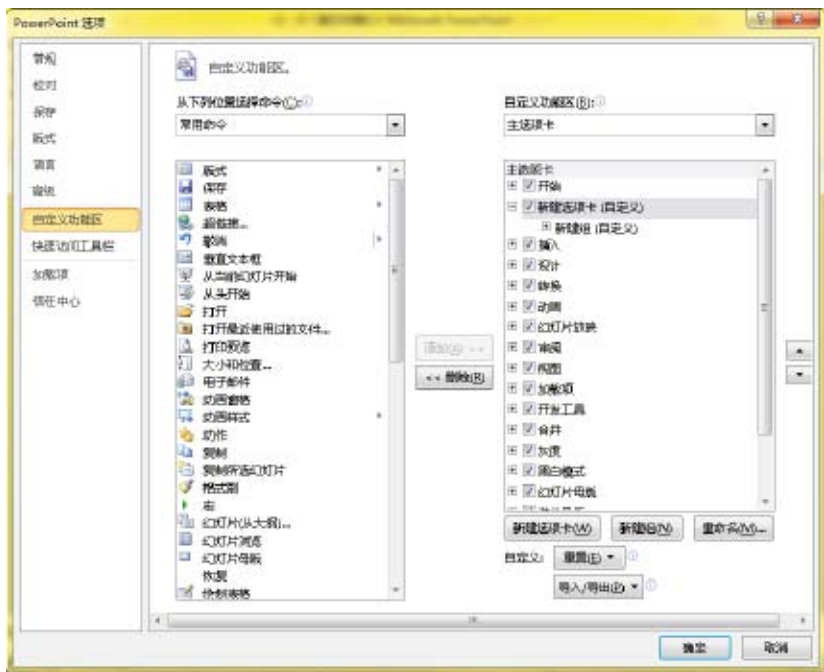 PowerPoint 选项
常规
校对
保存
版式
语言
高级
自定义功能区
快速访问工具栏
加载项
信任中心
自定义功能区。
从下列位置选择命令(C):
常用命令
版式
保存
表格
超链接...
撤消
垂直文本框
从当前幻灯片开始
从头开始
打开
打开最近使用过的文件...
打印预览
大小和位置...
电子邮件
动画窗格
动画样式
动作
复制
复制所选幻灯片
格式刷
宏
幻灯片(从大纲)...
幻灯片浏览
幻灯片母版
恢复
绘制表格
添加(A) >>
<< 删除(R)
自定义功能区(B):
主选项卡
主选项卡
开始
新建选项卡 (自定义)
新建组 (自定义)
插入
设计
转换
动画
幻灯片放映
审阅
视图
加载项
开发工具
合并
灰度
黑白模式
幻灯片母版
新建选项卡(W)
新建组(N)
重命名(M)...
自定义:
重置(E)
导入/导出(P)
确定
取消